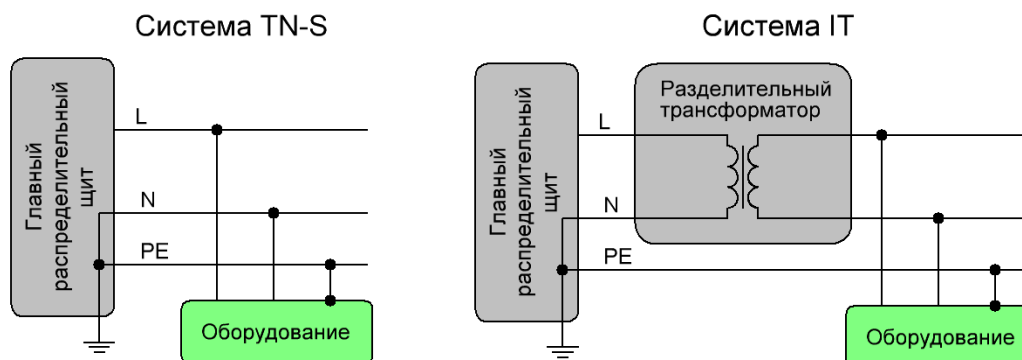 Система TN-S
Главный
распределительный
щит
L
N
PE
Оборудование
Система IT
Главный
распределительный
щит
L
N
PE
Разделительный
трансформатор
Оборудование